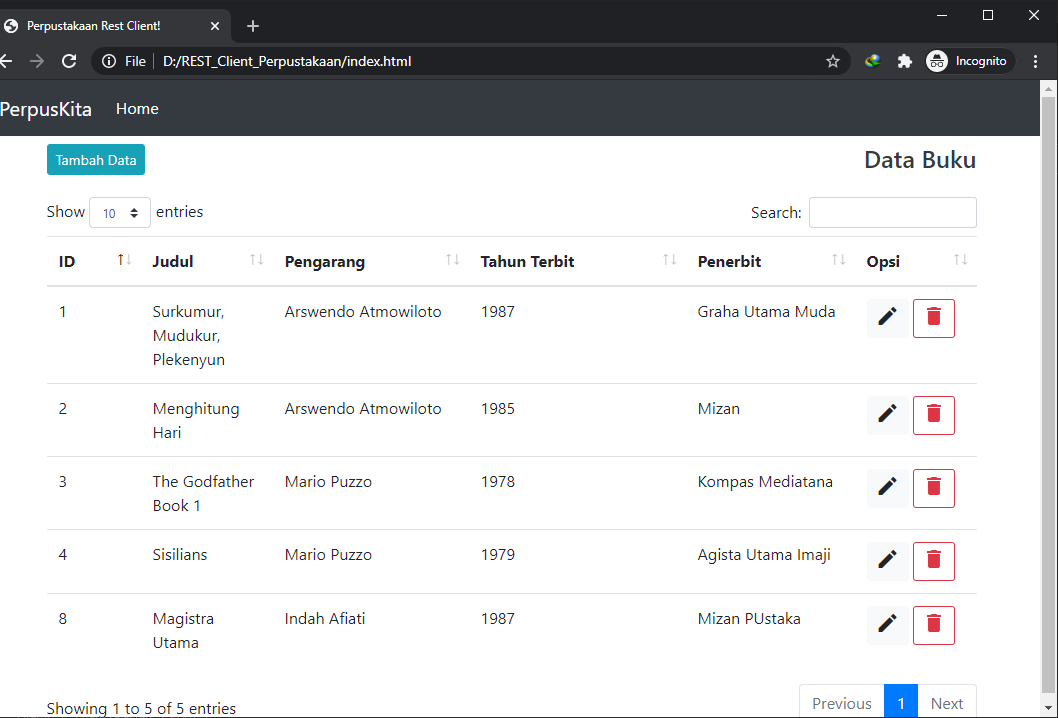 Perpustakaan Rest Client!
File D:/REST_Client_Perpustakaan/index.html Incognito
PerpusKita Home
Tambah Data Data Buku
Show 10 entries Search:
ID Judul Pengarang Tahun Terbit Penerbit Opsi
1 Surkumur, Arswendo Atmowiloto 1987 Graha Utama Muda
Mudukur,
Plekenyun
2 Menghitung Arswendo Atmowiloto 1985 Mizan
Hari
3 The Godfather Mario Puzzo 1978 Kompas Mediatana
Book 1
4 Sisilians Mario Puzzo 1979 Agista Utama Imaji
8 Magistra Indah Afiati 1987 Mizan PUstaka
Utama
Showing 1 to 5 of 5 entries Previous 1 Next